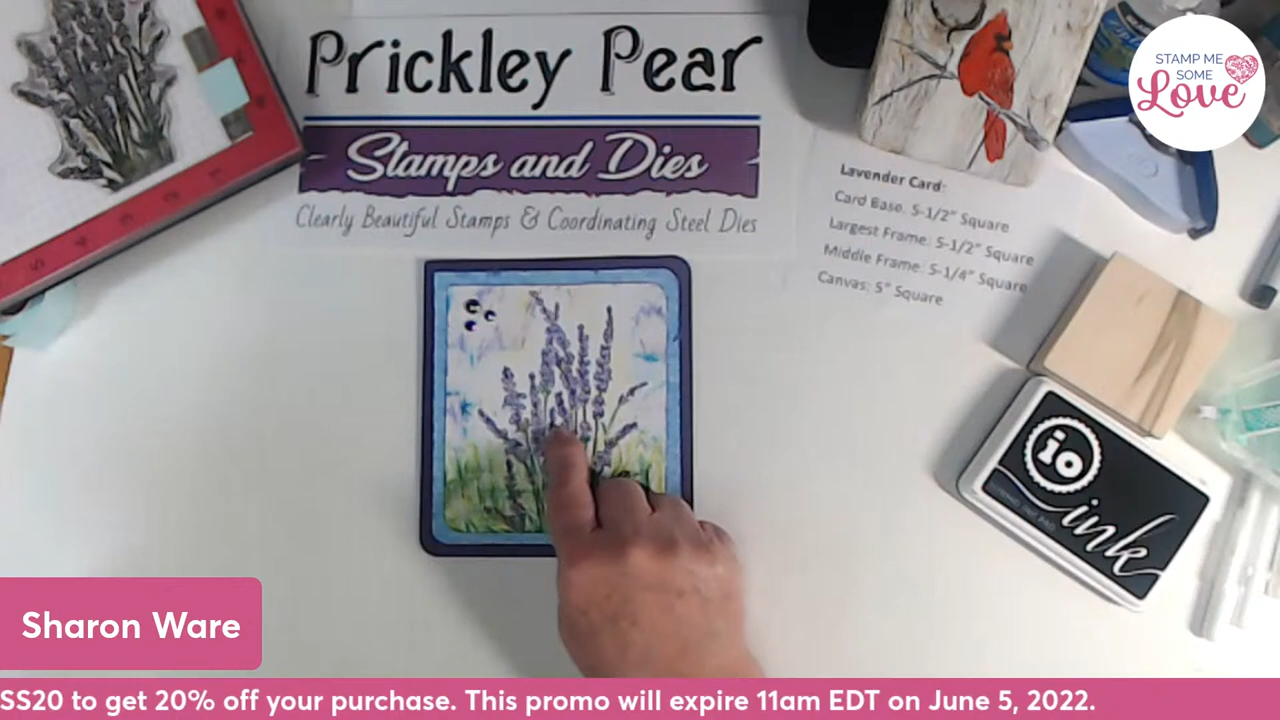 Prickley Pear
Stamps and Dies
Clearly Beautiful Stamps & Coordinating Steel Dies
STAMP ME
SOME
Love
Lavender Card:
Card Base: 5-1/2" Square
Largest Frame: 5-1/2" Square
Middle Frame: 5-1/4" Square
Canvas: 5" Square
io
ink
Sharon Ware
SS20 to get 20% off your purchase. This promo will expire 11am EDT on June 5, 2022.